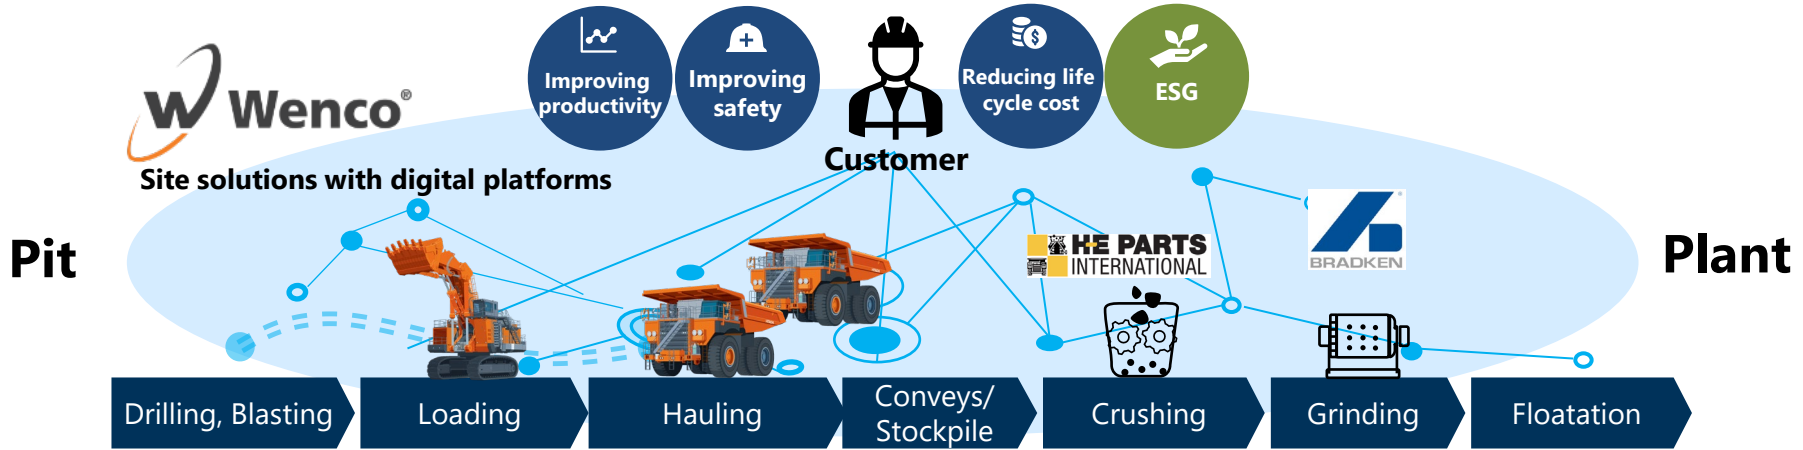 Improving
productivity
Improving
safety
Reducing life
cycle cost
ESG
W Wenco®
Customer
Site solutions with digital platforms
Pit
Plant
H-E PARTS
INTERNATIONAL
BRADKEN
Drilling, Blasting
Loading
Hauling
Conveys/
Stockpile
Crushing
Grinding
Floatation